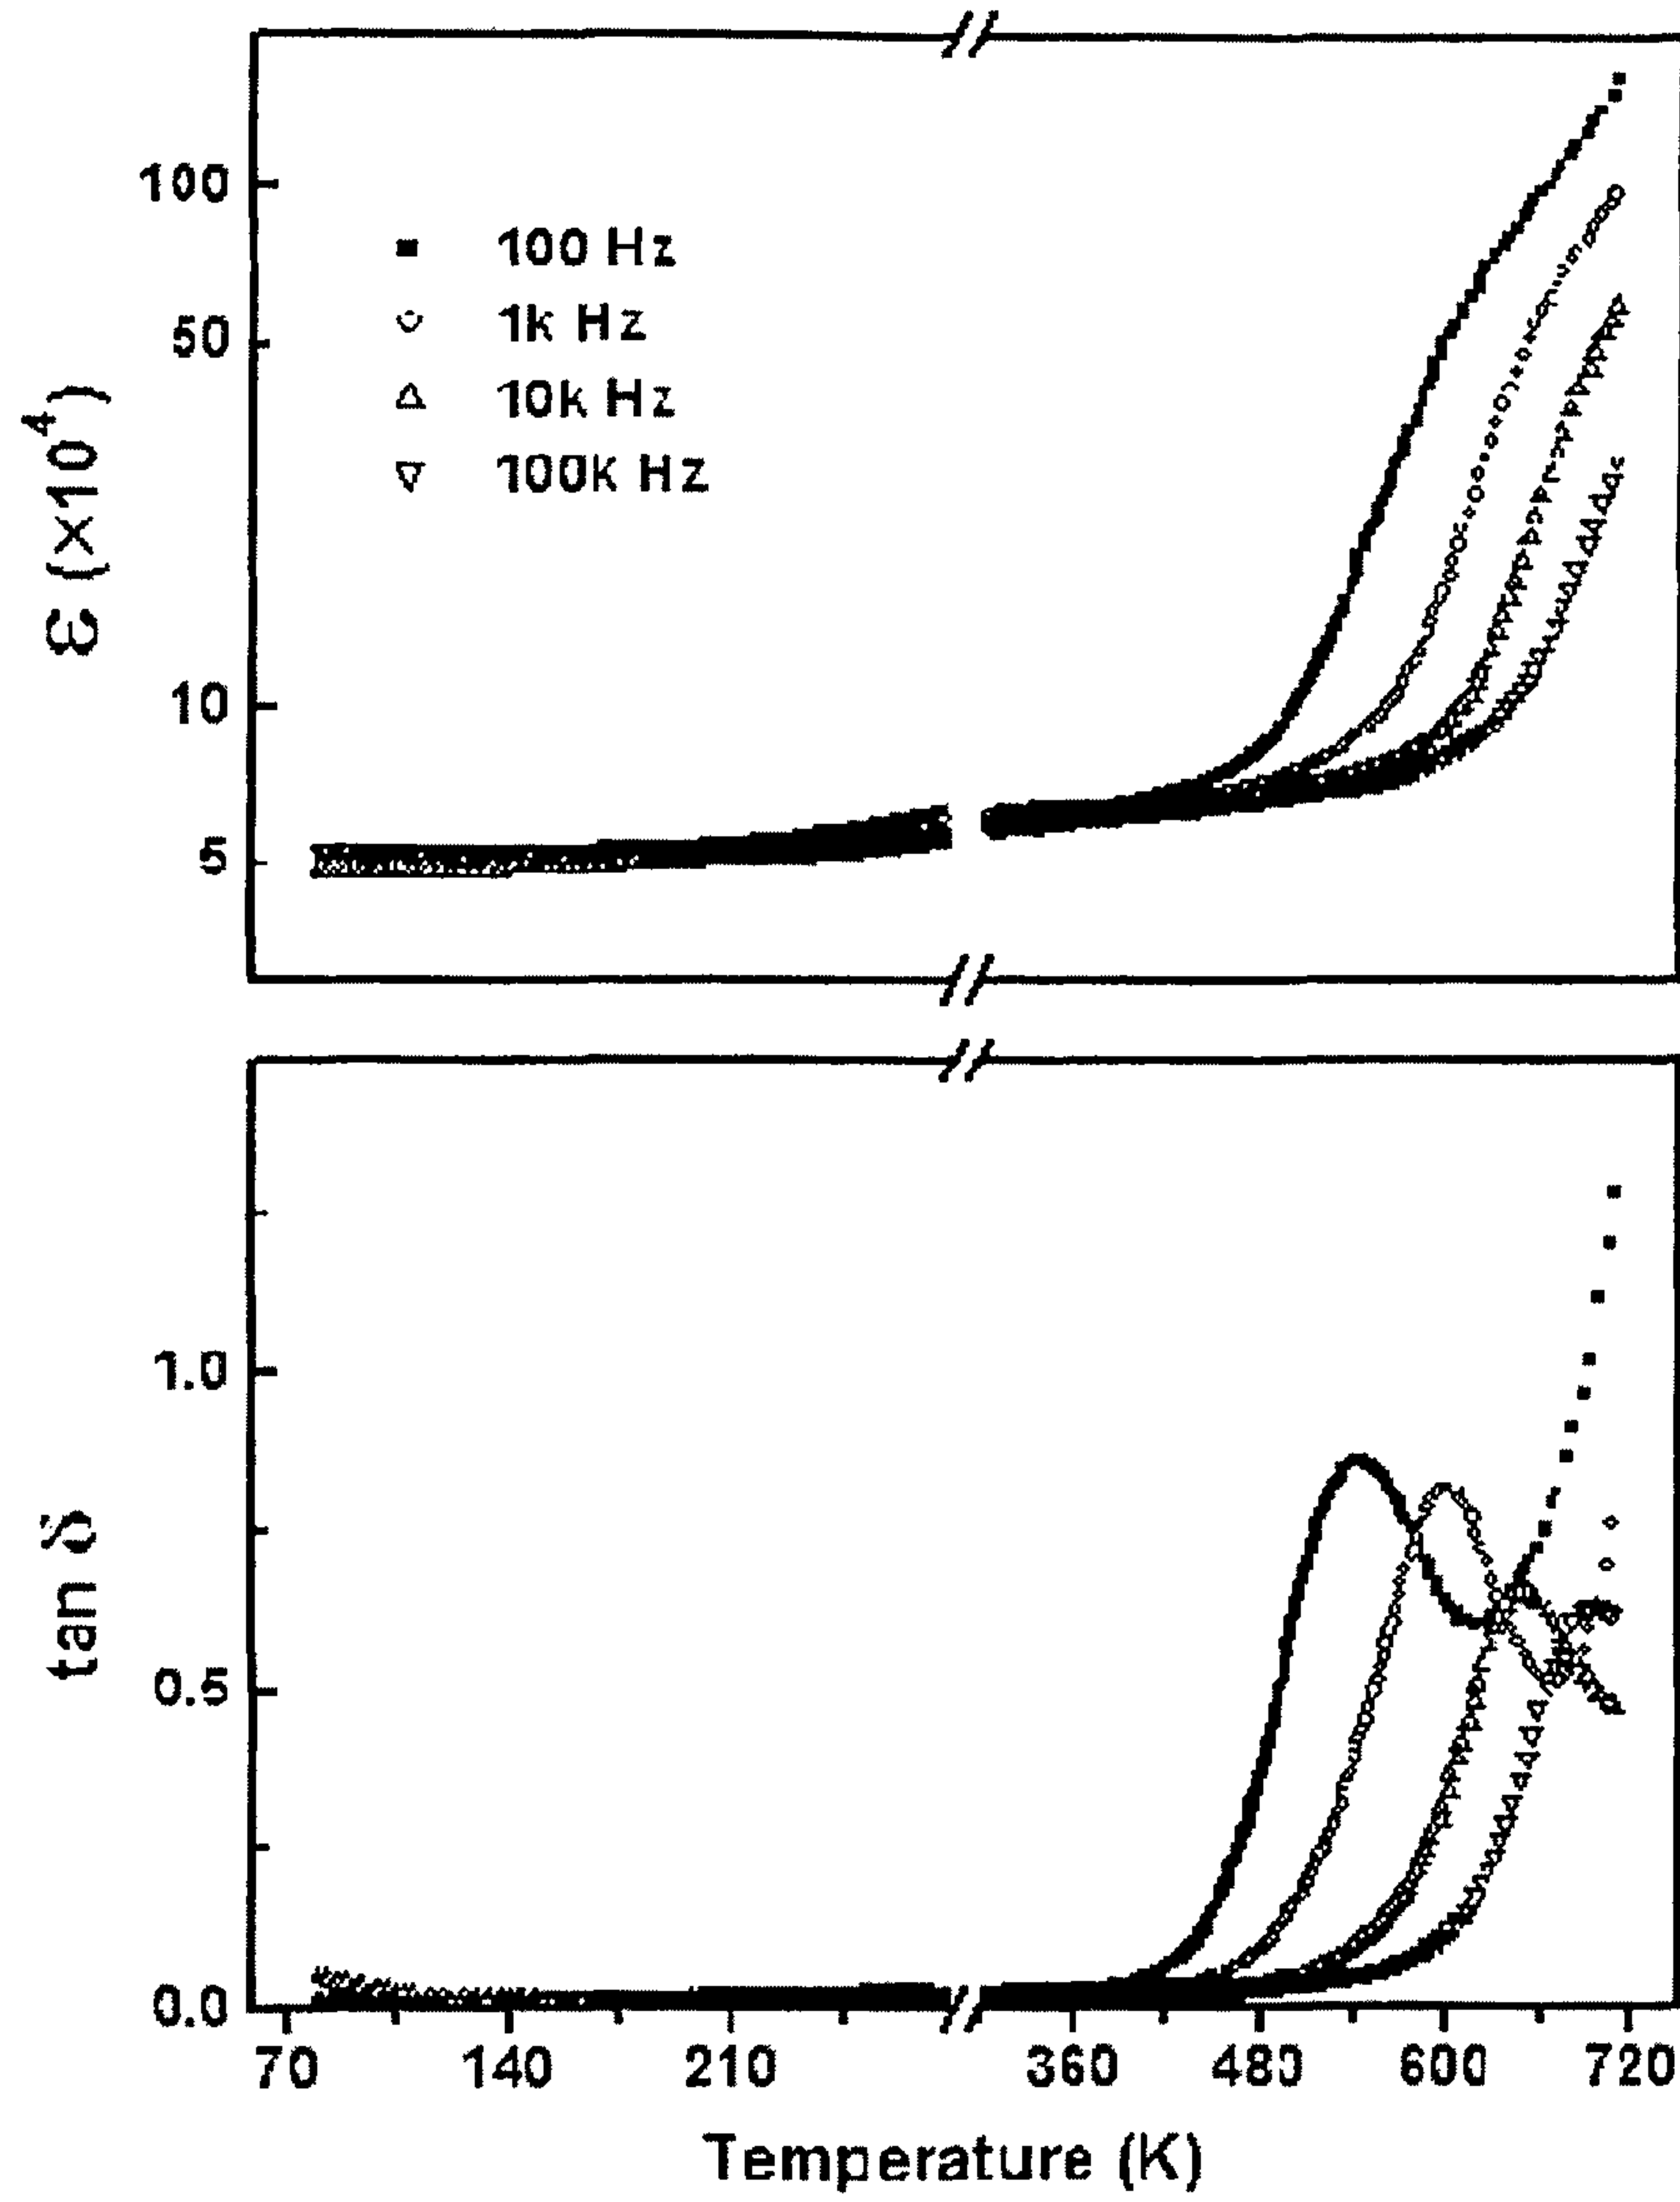 100
50
10
5
ε (×10⁴)
100 Hz
1k Hz
10k Hz
100k Hz
1.0
0.5
0.0
tan δ
70 140 210 360 480 600 720
Temperature (K)